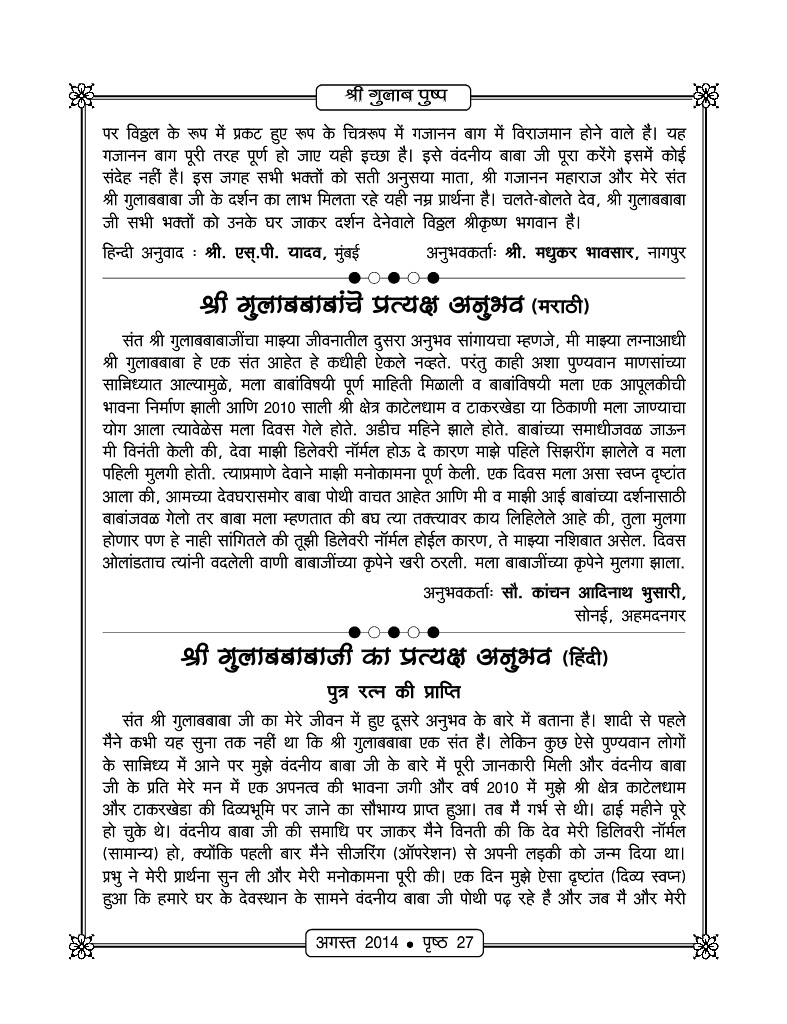 श्री गुलाब पुष्प
पर विठ्ठल के रूप में प्रकट हुए रूप के चित्ररूप में गजानन बाग में विराजमान होने वाले है। यह
गजानन बाग पूरी तरह पूर्ण हो जाए यही इच्छा है। इसे वंदनीय बाबा जी पूरा करेंगे इसमें कोई
संदेह नहीं है। इस जगह सभी भक्तों को सती अनुसया माता, श्री गजानन महाराज और मेरे संत
श्री गुलाबबाबा जी के दर्शन का लाभ मिलता रहे यही नम्र प्रार्थना है। चलते-बोलते देव, श्री गुलाबबाबा
जी सभी भक्तों को उनके घर जाकर दर्शन देनेवाले विठ्ठल श्रीकृष्ण भगवान है।
हिन्दी अनुवाद : श्री. एस्.पी. यादव, मुंबई अनुभवकर्ताः श्री. मधुकर भावसार, नागपुर
श्री गुलाबबाबांचे प्रत्यक्ष अनुभव (मराठी)
संत श्री गुलाबबाबाजींचा माझ्या जीवनातील दुसरा अनुभव सांगायचा म्हणजे, मी माझ्या लग्नाआधी
श्री गुलाबबाबा हे एक संत आहेत हे कधीही ऐकले नव्हते. परंतु काही अशा पुण्यवान माणसांच्या
सान्निध्यात आल्यामुळे, मला बाबांविषयी पूर्ण माहिती मिळाली व बाबांविषयी मला एक आपूलकीची
भावना निर्माण झाली आणि 2010 साली श्री क्षेत्र काटेलधाम व टाकरखेडा या ठिकाणी मला जाण्याचा
योग आला त्यावेळेस मला दिवस गेले होते. अडीच महिने झाले होते. बाबांच्या समाधीजवळ जाऊन
मी विनंती केली की, देवा माझी डिलेवरी नॉर्मल होऊ दे कारण माझे पहिले सिझरींग झालेले व मला
पहिली मुलगी होती. त्याप्रमाणे देवाने माझी मनोकामना पूर्ण केली. एक दिवस मला असा स्वप्न दृष्टांत
आला की, आमच्या देवघरासमोर बाबा पोथी वाचत आहेत आणि मी व माझी आई बाबांच्या दर्शनासाठी
बाबांजवळ गेलो तर बाबा मला म्हणतात की बघ त्या तक्त्यावर काय लिहिलेले आहे की, तुला मुलगा
होणार पण हे नाही सांगितले की तूझी डिलेवरी नॉर्मल होईल कारण, ते माझ्या नशिबात असेल. दिवस
ओलांडताच त्यांनी वदलेली वाणी बाबाजींच्या कृपेने खरी ठरली. मला बाबाजींच्या कृपेने मुलगा झाला.
अनुभवकर्ताः सौ. कांचन आदिनाथ भुसारी,
सोनई, अहमदनगर
श्री गुलाबबाबाजी का प्रत्यक्ष अनुभव (हिंदी)
पुत्र रत्न की प्राप्ति
संत श्री गुलाबबाबा जी का मेरे जीवन में हुए दूसरे अनुभव के बारे में बताना है। शादी से पहले
मैने कभी यह सुना तक नहीं था कि श्री गुलाबबाबा एक संत है। लेकिन कुछ ऐसे पुण्यवान लोगों
के सान्निध्य में आने पर मुझे वंदनीय बाबा जी के बारे में पूरी जानकारी मिली और वंदनीय बाबा
जी के प्रति मेरे मन में एक अपनत्व की भावना जगी और वर्ष 2010 में मुझे श्री क्षेत्र काटेलधाम
और टाकरखेडा की दिव्यभूमि पर जाने का सौभाग्य प्राप्त हुआ। तब मै गर्भ से थी। ढाई महीने पूरे
हो चुके थे। वंदनीय बाबा जी की समाधि पर जाकर मैने विनती की कि देव मेरी डिलिवरी नॉर्मल
(सामान्य) हो, क्योंकि पहली बार मैने सीजरिंग (ऑपरेशन) से अपनी लड़की को जन्म दिया था।
प्रभु ने मेरी प्रार्थना सुन ली और मेरी मनोकामना पूरी की। एक दिन मुझे ऐसा दृष्टांत (दिव्य स्वप्न)
हुआ कि हमारे घर के देवस्थान के सामने वंदनीय बाबा जी पोथी पढ़ रहे हैं और जब मै और मेरी
अगस्त 2014 ● पृष्ठ 27